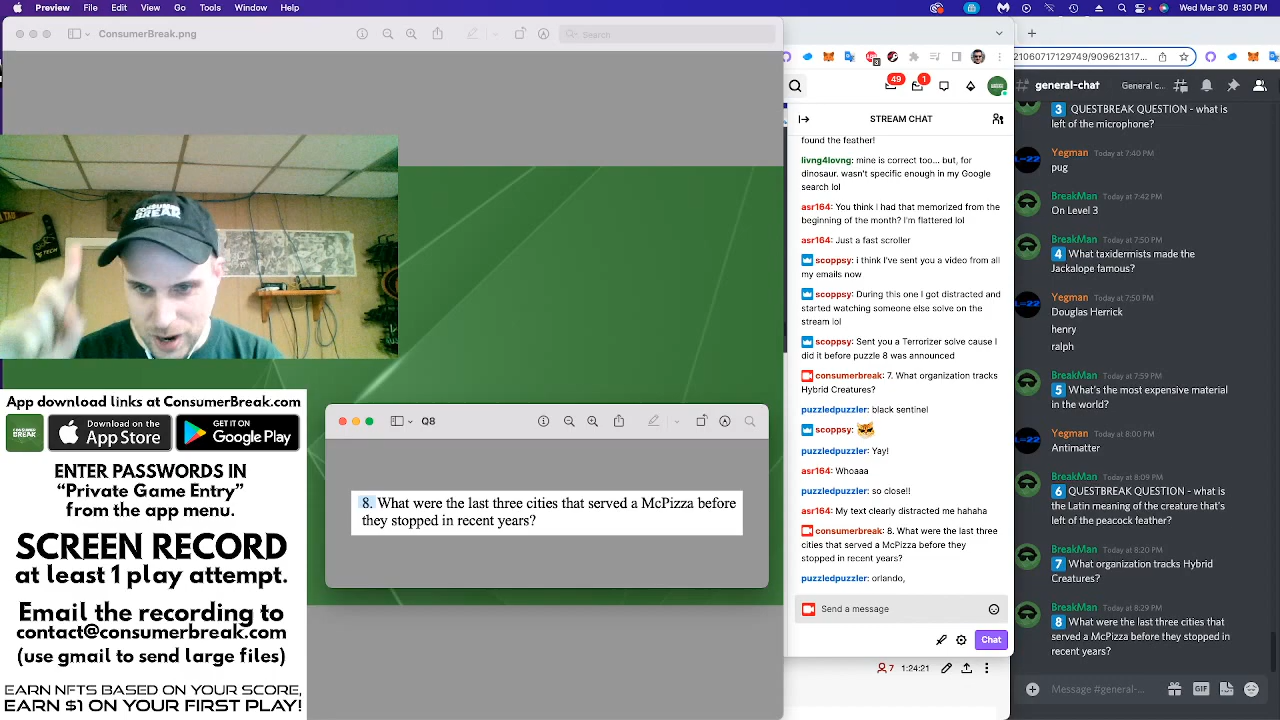 Preview File Edit View Go Tools Window Help
Wed Mar 30 8:30 PM
ConsumerBreak.png
Search
21060717129749/909621317...
49
1
general-chat
General c...
STREAM CHAT
found the feather!
livng4lovng: mine is correct too... but, for
dinosaur. wasn't specific enough in my Google
search lol
asr164: You think i had that memorized from the
beginning of the month? I'm flattered lol
asr164: Just a fast scroller
scoppsy: i think I've sent you a video from all
my emails now
scoppsy: During this one I got distracted and
started watching someone else solve on the
stream lol
scoppsy: Sent you a Terrorizer solve cause I
did it before puzzle 8 was announced
consumerbreak: 7. What organization tracks
Hybrid Creatures?
puzzledpuzzler: black sentinel
scoppsy:
puzzledpuzzler: Yay!
asr164: Whoaaa
puzzledpuzzler: so close!!
asr164: My text clearly distracted me hahaha
consumerbreak: 8. What were the last three
cities that served a McPizza before they
stopped in recent years?
puzzledpuzzler: orlando,
Send a message
Chat
7 1:24:21
3 QUESTBREAK QUESTION - what is
left of the microphone?
Yegman Today at 7:40 PM
pug
BreakMan Today at 7:42 PM
On Level 3
BreakMan Today at 7:50 PM
4 What taxidermists made the
Jackalope famous?
Yegman Today at 7:50 PM
Douglas Herrick
henry
ralph
BreakMan Today at 7:59 PM
5 What's the most expensive material
in the world?
Yegman Today at 8:00 PM
Antimatter
BreakMan Today at 8:09 PM
6 QUESTBREAK QUESTION - what is
the Latin meaning of the left of the
peacock feather?
BreakMan Today at 8:20 PM
7 What organization tracks Hybrid
Creatures?
BreakMan Today at 8:29 PM
8 What were the last three cities that
served a McPizza before they stopped in
recent years?
Message #general-...
GIF
CONSUMER
BREAK
TECH
App download links at ConsumerBreak.com
CONSUMER
BREAK
Download on the
App Store
GET IT ON
Google Play
ENTER PASSWORDS IN
“Private Game Entry”
from the app menu.
SCREEN RECORD
at least 1 play attempt.
Email the recording to
contact@consumerbreak.com
(use gmail to send large files)
EARN NFTS BASED ON YOUR SCORE,
EARN $1 ON YOUR FIRST PLAY!
Q8
8. What were the last three cities that served a McPizza before
they stopped in recent years?